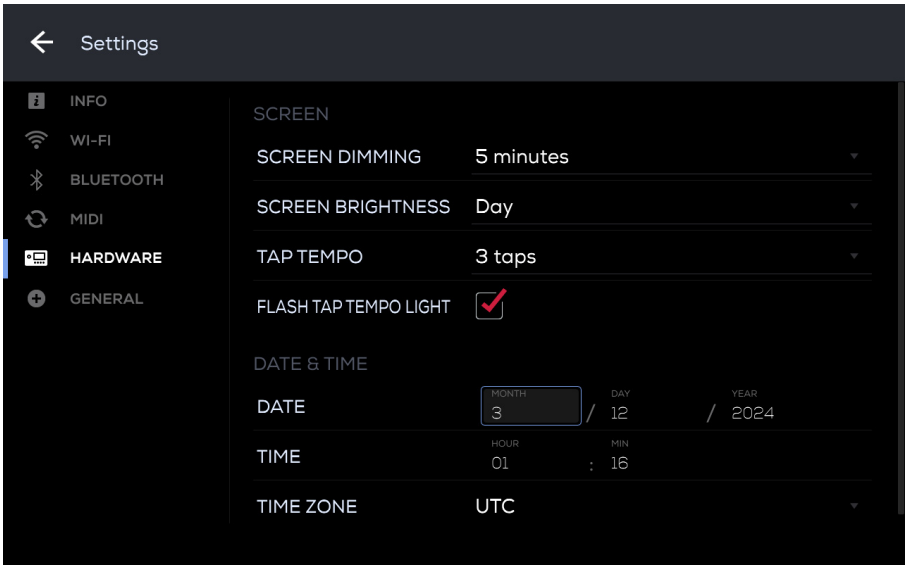 Settings
INFO
WI-FI
BLUETOOTH
MIDI
HARDWARE
GENERAL
SCREEN
SCREEN DIMMING 5 minutes
SCREEN BRIGHTNESS Day
TAP TEMPO 3 taps
FLASH TAP TEMPO LIGHT
DATE & TIME
MONTH DAY YEAR
DATE 3 / 12 / 2024
HOUR MIN
TIME 01 : 16
TIME ZONE UTC